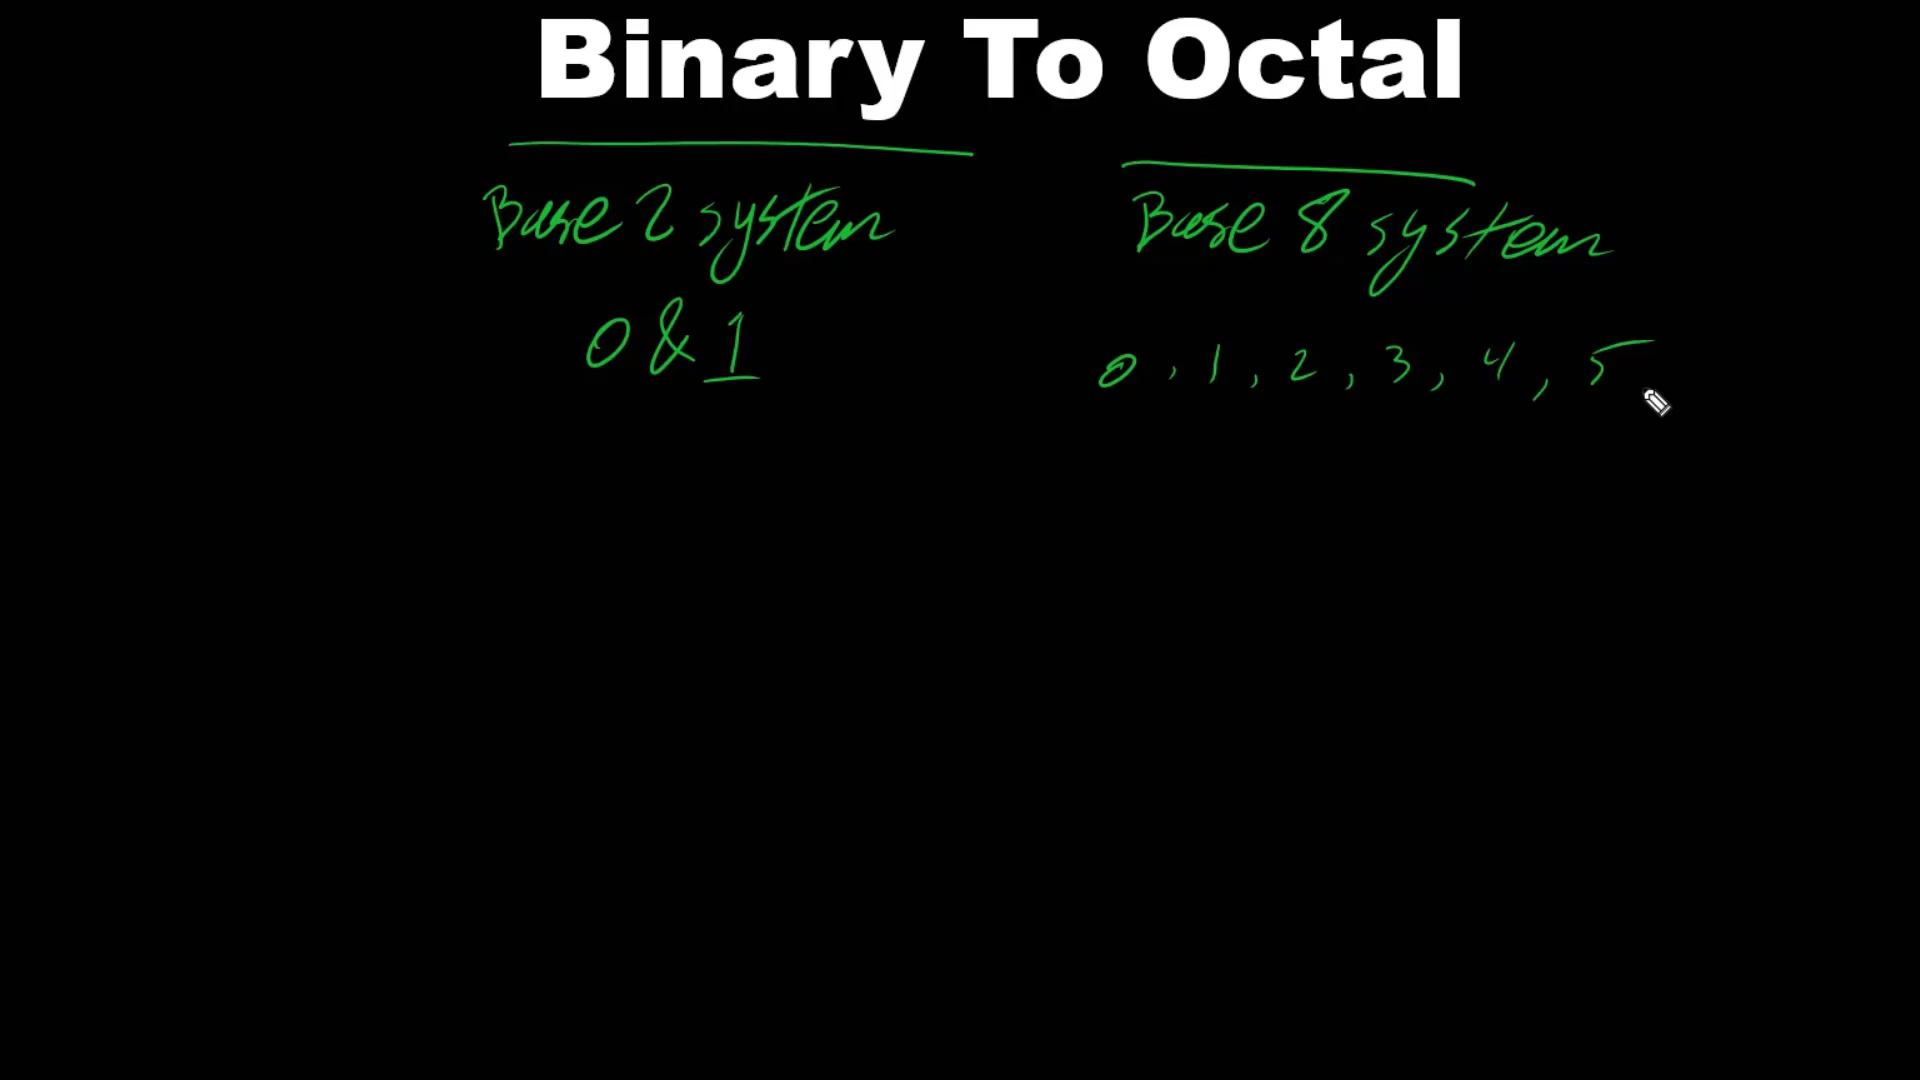 Binary To Octal
Base 2 system
Base 8 system
0 & 1
0, 1, 2, 3, 4, 5